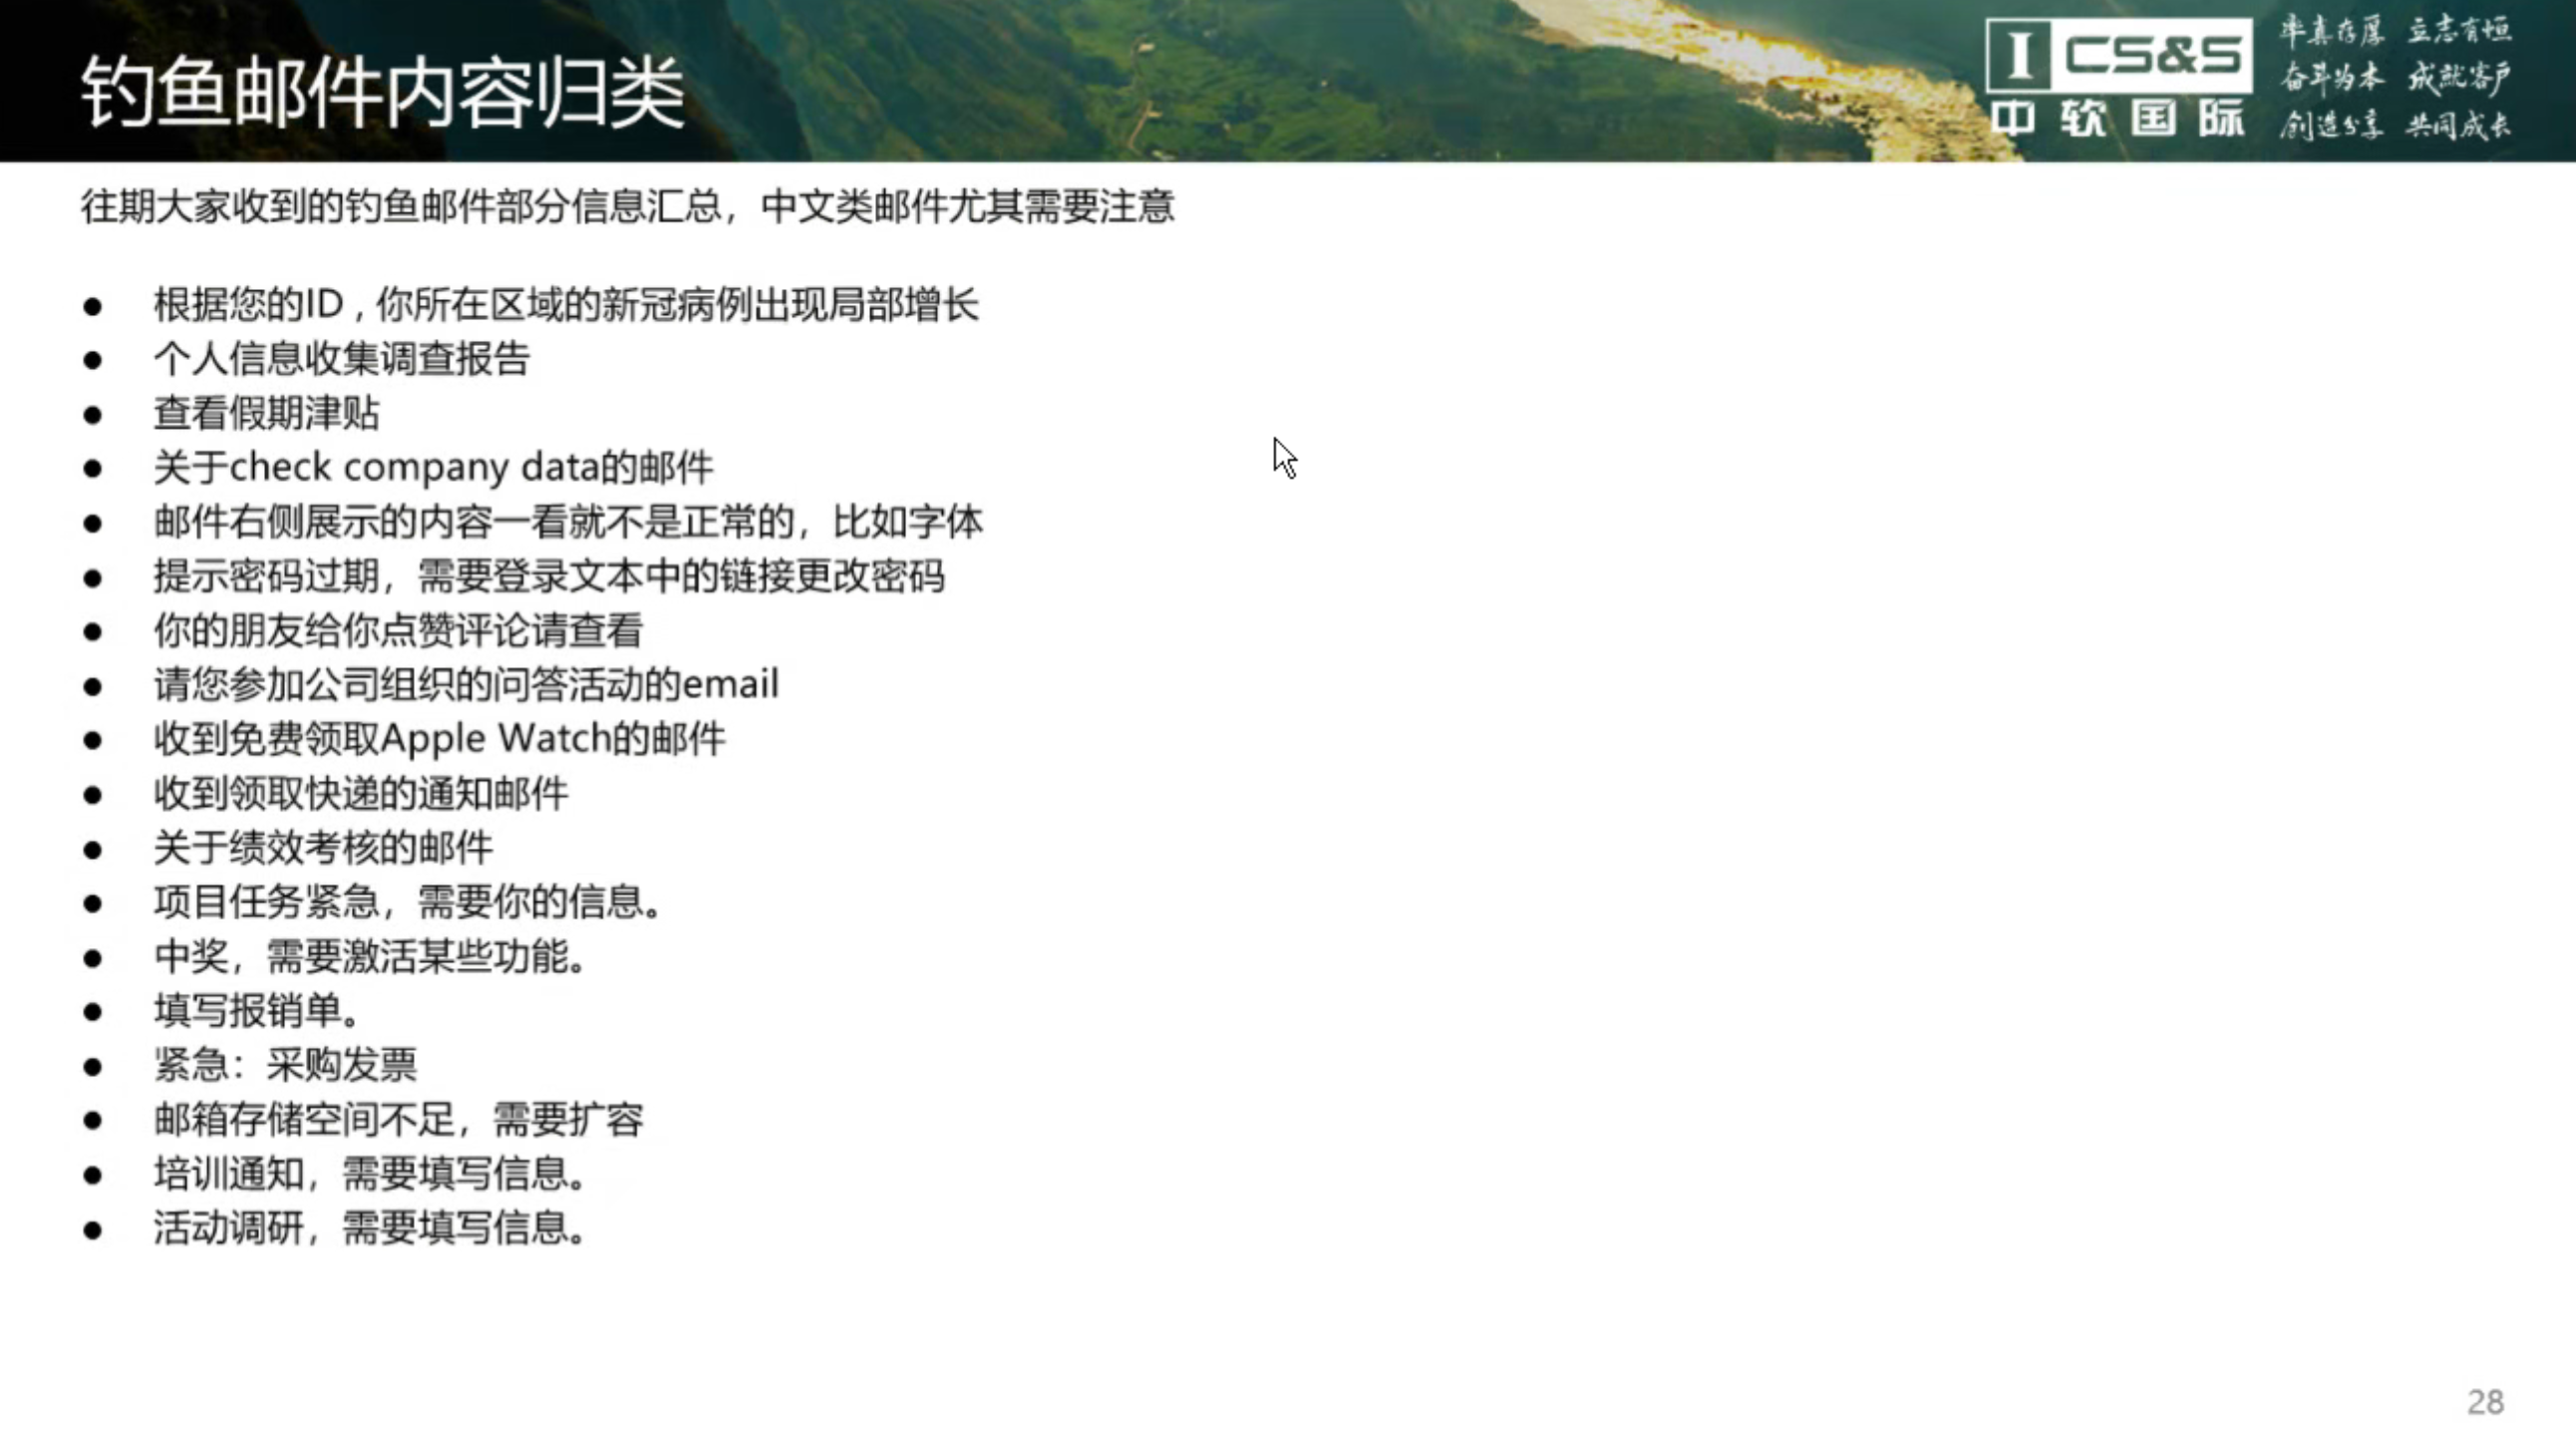 钓鱼邮件内容归类
I CS&S
中软国际
率真存厚 立志有恒
奋斗为本 成就客户
创造分享 共同成长
往期大家收到的钓鱼邮件部分信息汇总，中文类邮件尤其需要注意
● 根据您的ID , 你所在区域的新冠病例出现局部增长
● 个人信息收集调查报告
● 查看假期津贴
● 关于check company data的邮件
● 邮件右侧展示的内容一看就不是正常的，比如字体
● 提示密码过期，需要登录文本中的链接更改密码
● 你的朋友给你点赞评论请查看
● 请您参加公司组织的问答活动的email
● 收到免费领取Apple Watch的邮件
● 收到领取快递的通知邮件
● 关于绩效考核的邮件
● 项目任务紧急，需要你的信息。
● 中奖，需要激活某些功能。
● 填写报销单。
● 紧急：采购发票
● 邮箱存储空间不足，需要扩容
● 培训通知，需要填写信息。
● 活动调研，需要填写信息。
28